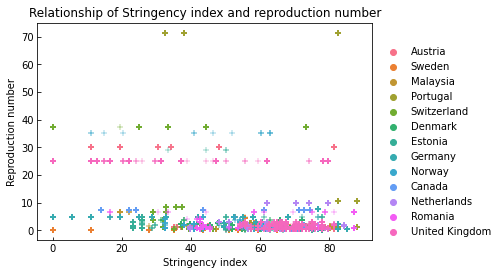 Relationship of Stringency index and reproduction number
Reproduction number
70
60
50
40
30
20
10
0
0 20 40 60 80
Stringency index
Austria
Sweden
Malaysia
Portugal
Switzerland
Denmark
Estonia
Germany
Norway
Canada
Netherlands
Romania
United Kingdom